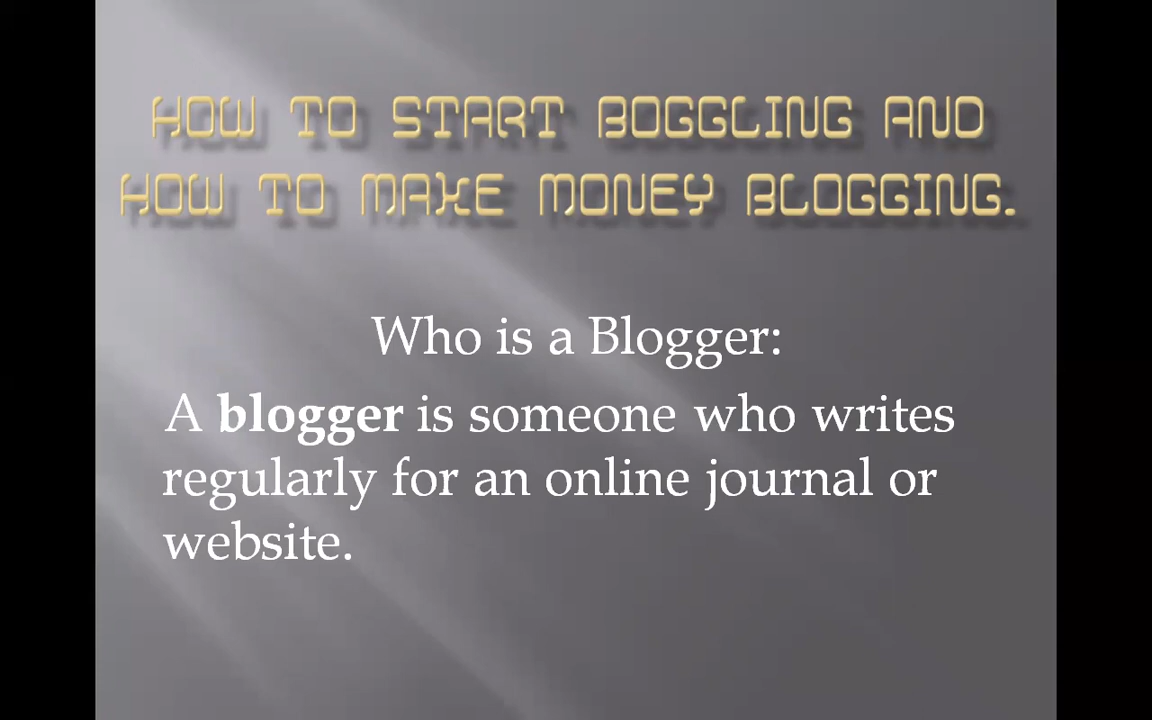 HOW TO START BOGGLING AND
HOW TO MAKE MONEY BLOGGING.
Who is a Blogger:
A blogger is someone who writes
regularly for an online journal or
website.